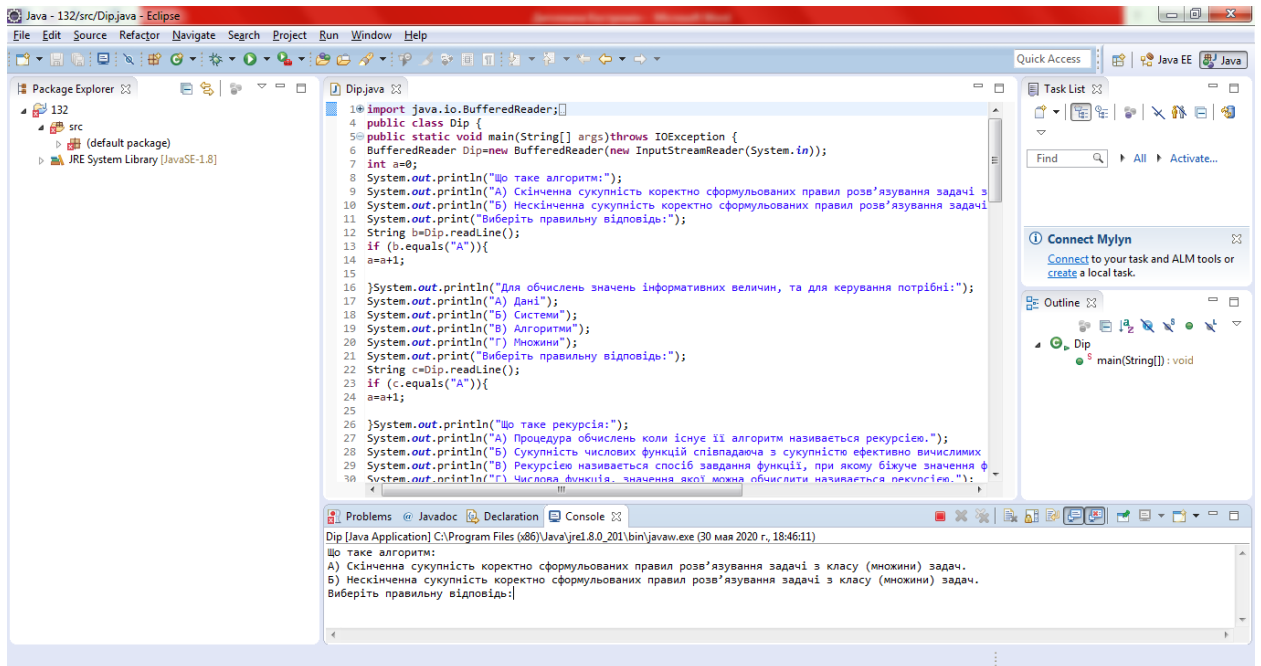 Java - 132/src/Dip.java - Eclipse
File Edit Source Refactor Navigate Search Project Run Window Help
Quick Access Java EE Java
Package Explorer
132
src
(default package)
JRE System Library [JavaSE-1.8]
Dip.java
1 import java.io.BufferedReader;
4 public class Dip {
5 public static void main(String[] args)throws IOException {
6 BufferedReader Dip=new BufferedReader(new InputStreamReader(System.in));
7 int a=0;
8 System.out.println("Що таке алгоритм:");
9 System.out.println("А) Скінченна сукупність коректно сформульованих правил розв’язування задачі з
10 System.out.println("Б) Нескінченна сукупність коректно сформульованих правил розв’язування задачі
11 System.out.print("Виберіть правильну відповідь:");
12 String b=Dip.readLine();
13 if (b.equals("А")){
14 a=a+1;
15
16 }System.out.println("Для обчислень значень інформативних величин, та для керування потрібні:");
17 System.out.println("А) Дані");
18 System.out.println("Б) Системи");
19 System.out.println("В) Алгоритми");
20 System.out.println("Г) Множини");
21 System.out.print("Виберіть правильну відповідь:");
22 String c=Dip.readLine();
23 if (c.equals("А")){
24 a=a+1;
25
26 }System.out.println("Що таке рекурсія:");
27 System.out.println("А) Процедура обчислень коли існує її алгоритм називається рекурсією.");
28 System.out.println("Б) Сукупність числових функцій співпадаюча з сукупністю ефективно вичислимих
29 System.out.println("В) Рекурсією називається спосіб завдання функції, при якому біжуче значення ф
30 System.out.println("Г) Числова функція, значення якої можна обчислити називається рекурсією.");
Task List
Find All Activate...
Connect Mylyn
Connect to your task and ALM tools or
create a local task.
Outline
Dip
main(String[]) : void
Problems Javadoc Declaration Console
Dip [Java Application] C:\Program Files (x86)\Java\jre1.8.0_201\bin\javaw.exe (30 мая 2020 г., 18:46:11)
Що таке алгоритм:
А) Скінченна сукупність коректно сформульованих правил розв’язування задачі з класу (множини) задач.
Б) Нескінченна сукупність коректно сформульованих правил розв’язування задачі з класу (множини) задач.
Виберіть правильну відповідь: